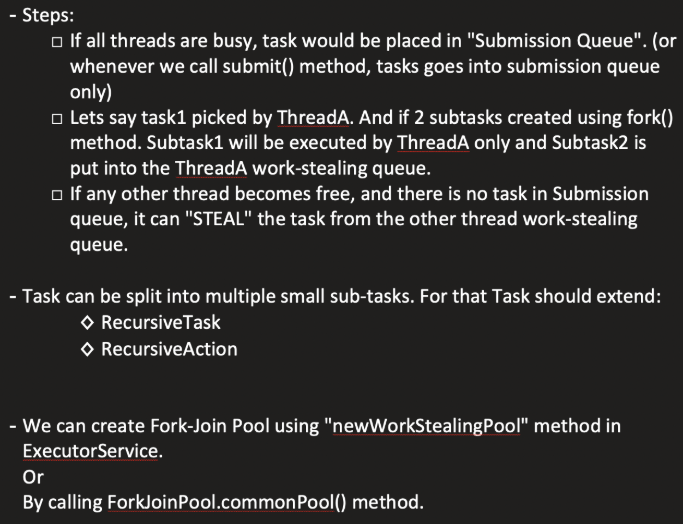 - Steps:
□ If all threads are busy, task would be placed in "Submission Queue". (or
whenever we call submit() method, tasks goes into submission queue
only)
□ Lets say task1 picked by ThreadA. And if 2 subtasks created using fork()
method. Subtask1 will be executed by ThreadA only and Subtask2 is
put into the ThreadA work-stealing queue.
□ If any other thread becomes free, and there is no task in Submission
queue, it can "STEAL" the task from the other thread work-stealing
queue.
- Task can be split into multiple small sub-tasks. For that Task should extend:
◇ RecursiveTask
◇ RecursiveAction
- We can create Fork-Join Pool using "newWorkStealingPool" method in
ExecutorService.
Or
By calling ForkJoinPool.commonPool() method.